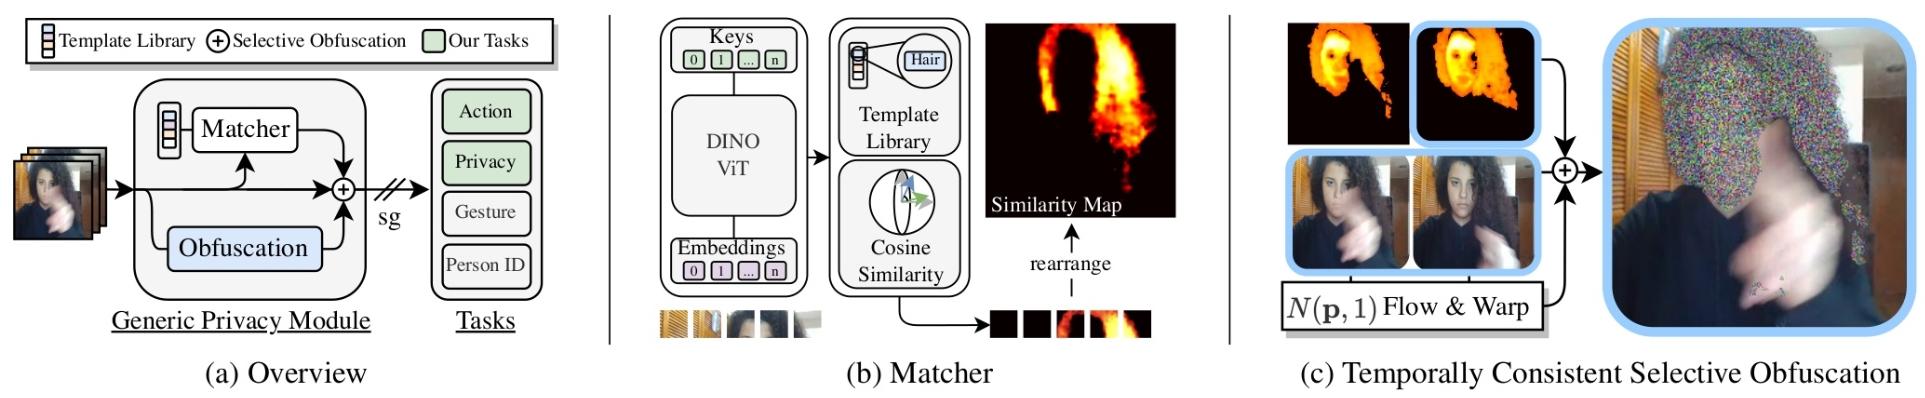 Template Library Selective Obfuscation Our Tasks
Matcher
Obfuscation
sg
Generic Privacy Module
Action
Privacy
Gesture
Person ID
Tasks
(a) Overview
Keys
0 1 ... n
DINO
ViT
Embeddings
0 1 ... n
Hair
Template
Library
Cosine
Similarity
Similarity Map
rearrange
(b) Matcher
N(p, 1) Flow & Warp
(c) Temporally Consistent Selective Obfuscation